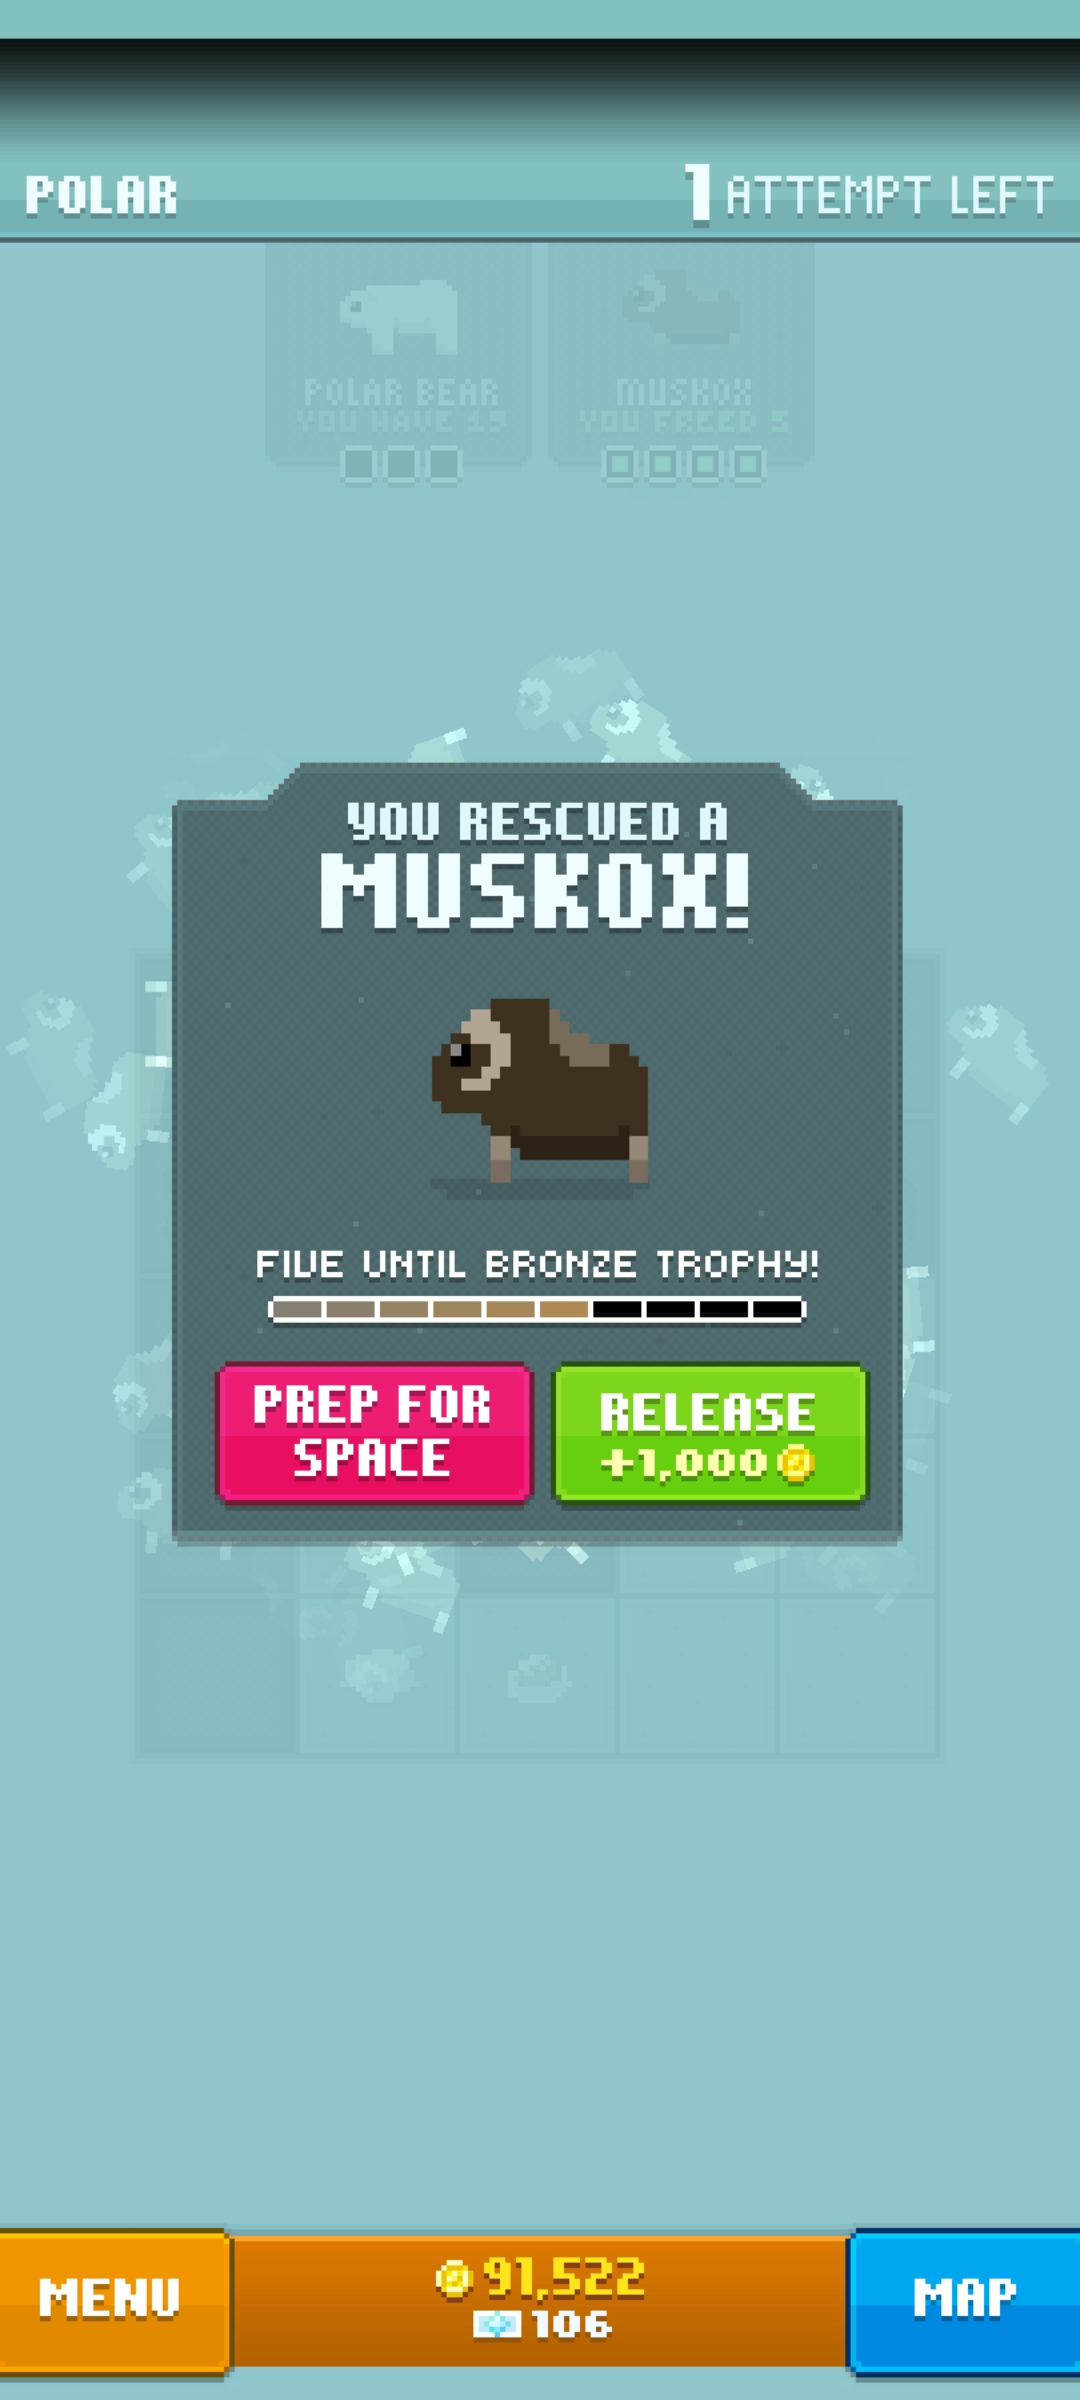 POLAR
1 ATTEMPT LEFT
POLAR BEAR
YOU HAVE 19
MUSKOX
YOU FREED 5
YOU RESCUED A
MUSKOX!
FIVE UNTIL BRONZE TROPHY!
PREP FOR
SPACE
RELEASE
+1,000
MENU
91,522
106
MAP